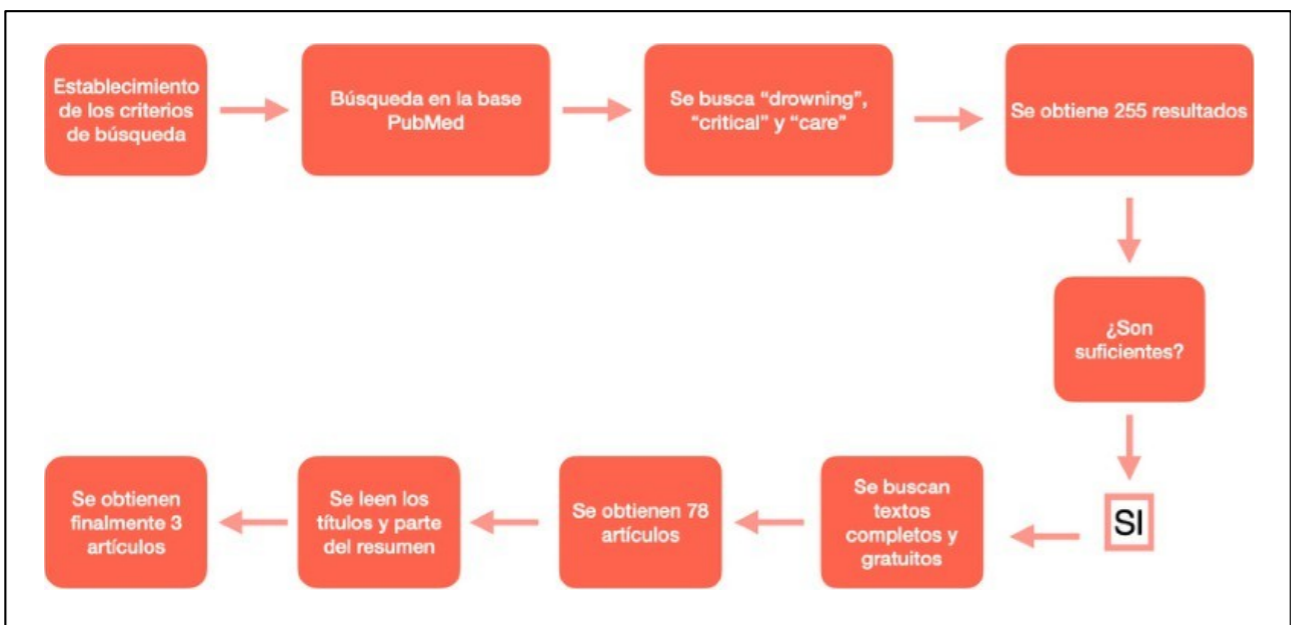 Establecimiento
de los criterios
de búsqueda
Búsqueda en la base
PubMed
Se busca “drowning”,
“critical” y “care”
Se obtiene 255 resultados
¿Son
suficientes?
SI
Se buscan
textos
completos y
gratuitos
Se obtienen 78
artículos
Se leen los
títulos y parte
del resumen
Se obtienen
finalmente 3
artículos